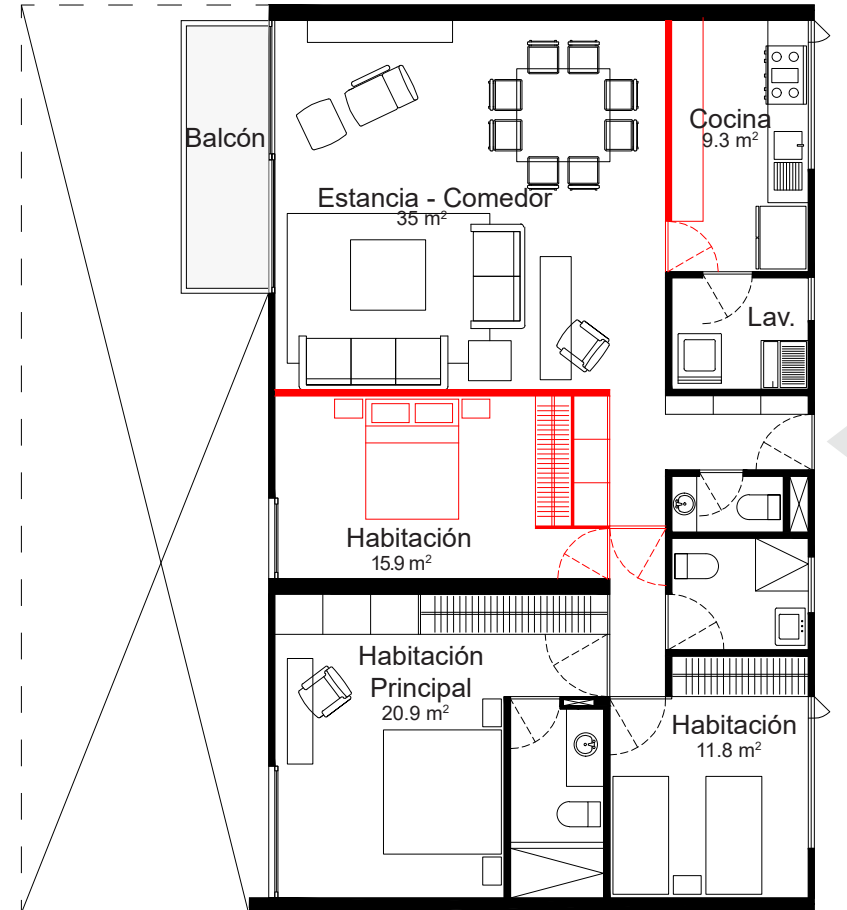 Balcón
Cocina
9.3 m²
Estancia - Comedor
35 m²
Lav.
Habitación
15.9 m²
Habitación
Principal
20.9 m²
Habitación
11.8 m²